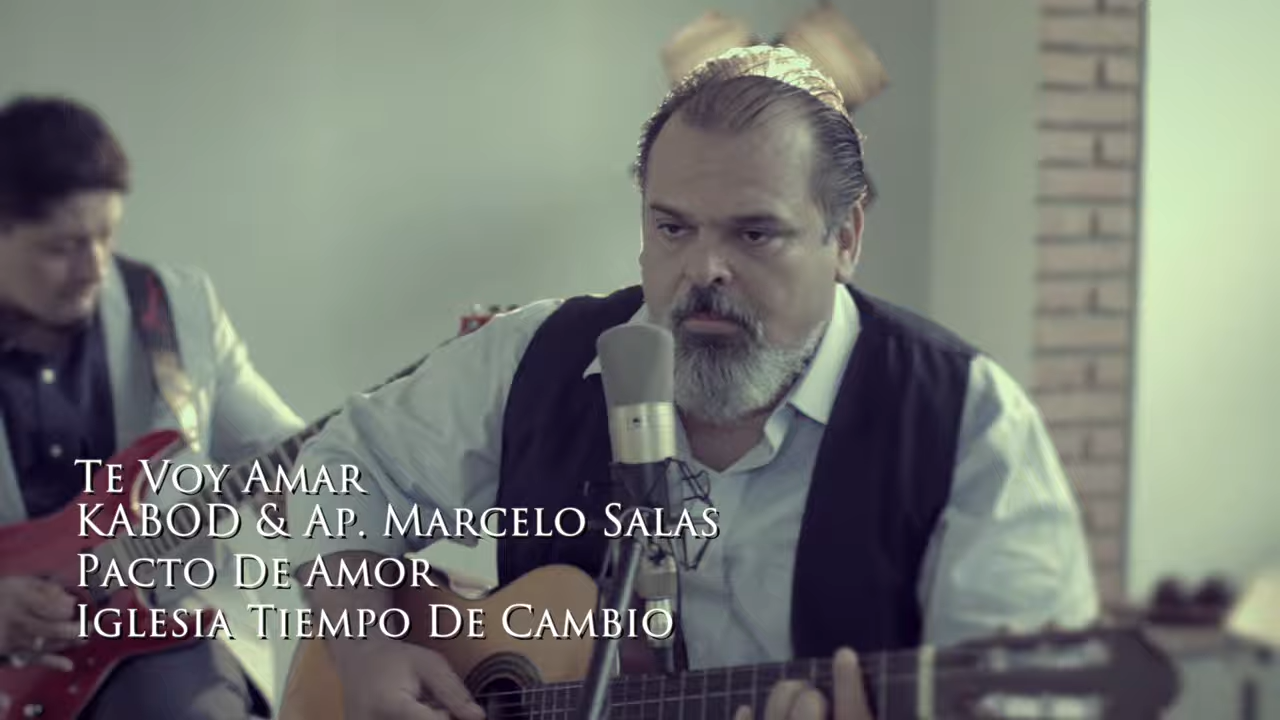 Te Voy Amar
KABOD & Ap. Marcelo Salas
Pacto De Amor
Iglesia Tiempo De Cambio